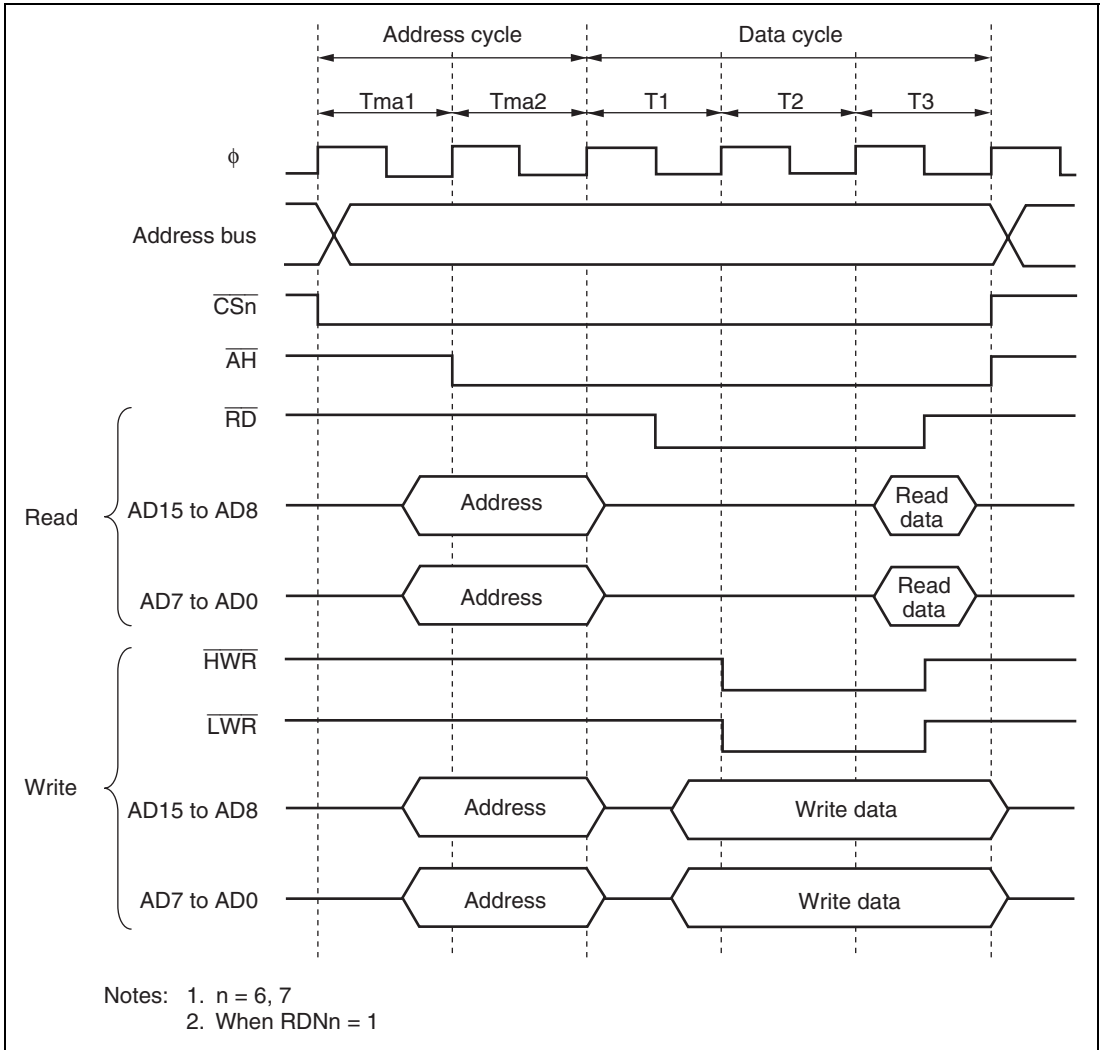 Address cycle Data cycle
Tma1 Tma2 T1 T2 T3
ϕ
Address bus
CSn
AH
RD
Read
AD15 to AD8 Address Read data
AD7 to AD0 Address Read data
HWR
LWR
Write
AD15 to AD8 Address Write data
AD7 to AD0 Address Write data
Notes: 1. n = 6, 7
2. When RDNn = 1